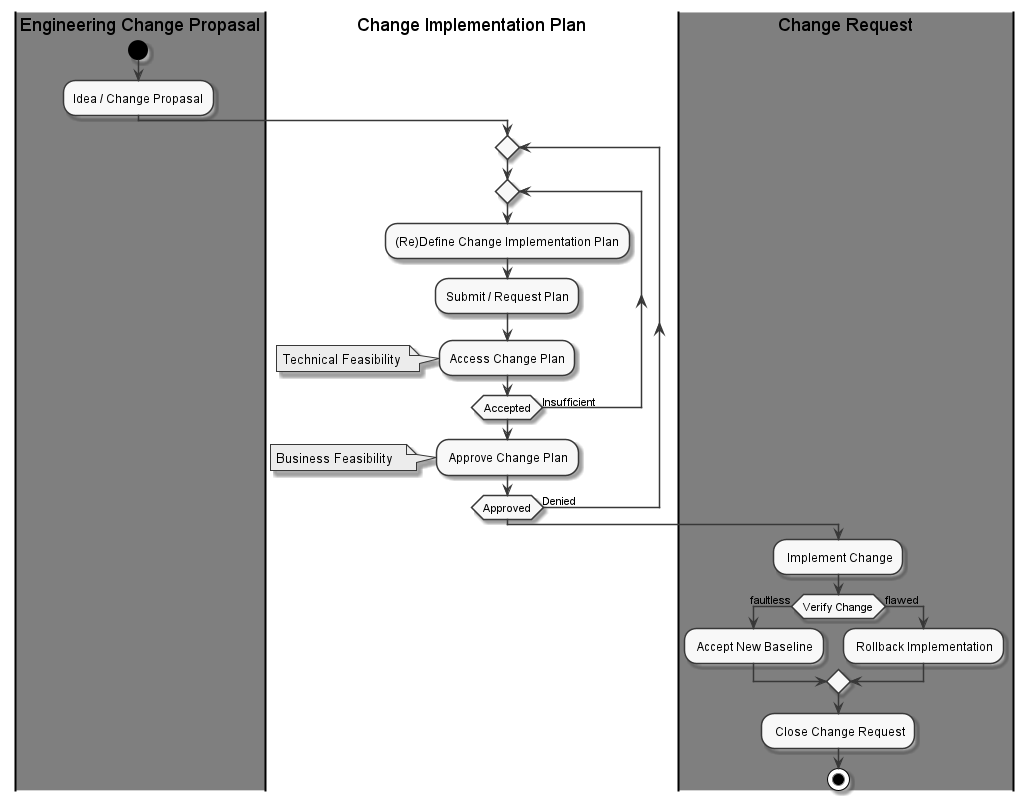 Engineering Change Propasal
Change Implementation Plan
Change Request
Idea / Change Propasal
(Re)Define Change Implementation Plan
Submit / Request Plan
Technical Feasibility
Access Change Plan
Accepted
Insufficient
Business Feasibility
Approve Change Plan
Approved
Denied
Implement Change
faultless
Verify Change
flawed
Accept New Baseline
Rollback Implementation
Close Change Request